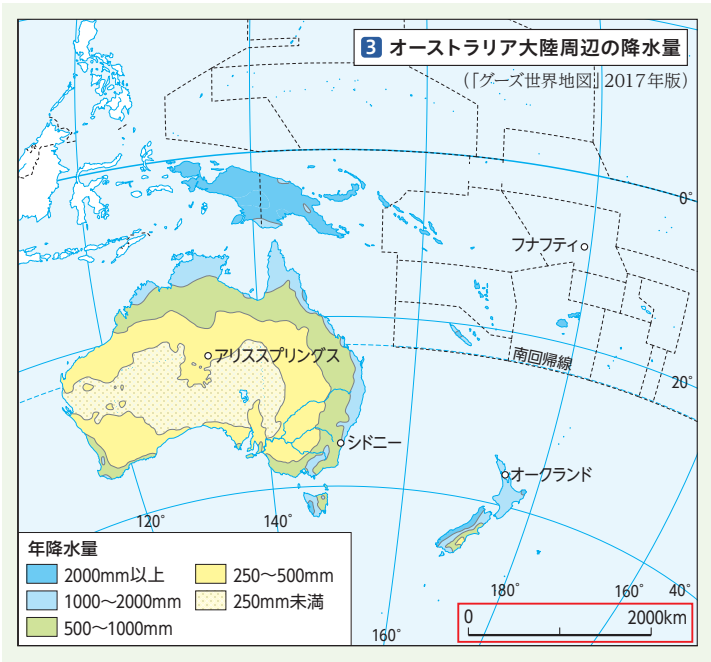 3 オーストラリア大陸周辺の降水量
(「グーズ世界地図」2017年版)
0°
フナフティ
南回帰線
アリススプリングス
20°
シドニー
オークランド
120°
140°
180°
160°
40°
160°
年降水量
2000mm以上
250〜500mm
1000〜2000mm
250mm未満
500〜1000mm
0 2000km